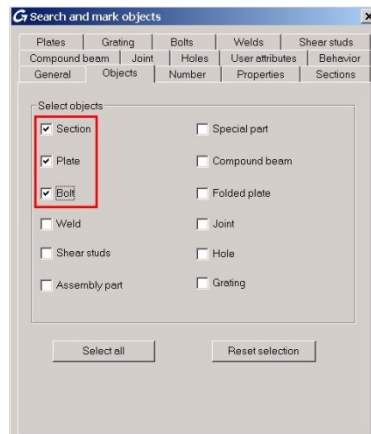 Search and mark objects
Plates Grating Bolts Welds Shear studs
Compound beam Joint Holes User attributes Behavior
General Objects Number Properties Sections
Select objects
Section Special part
Plate Compound beam
Bolt Folded plate
Weld Joint
Shear studs Hole
Assembly part Grating
Select all Reset selection